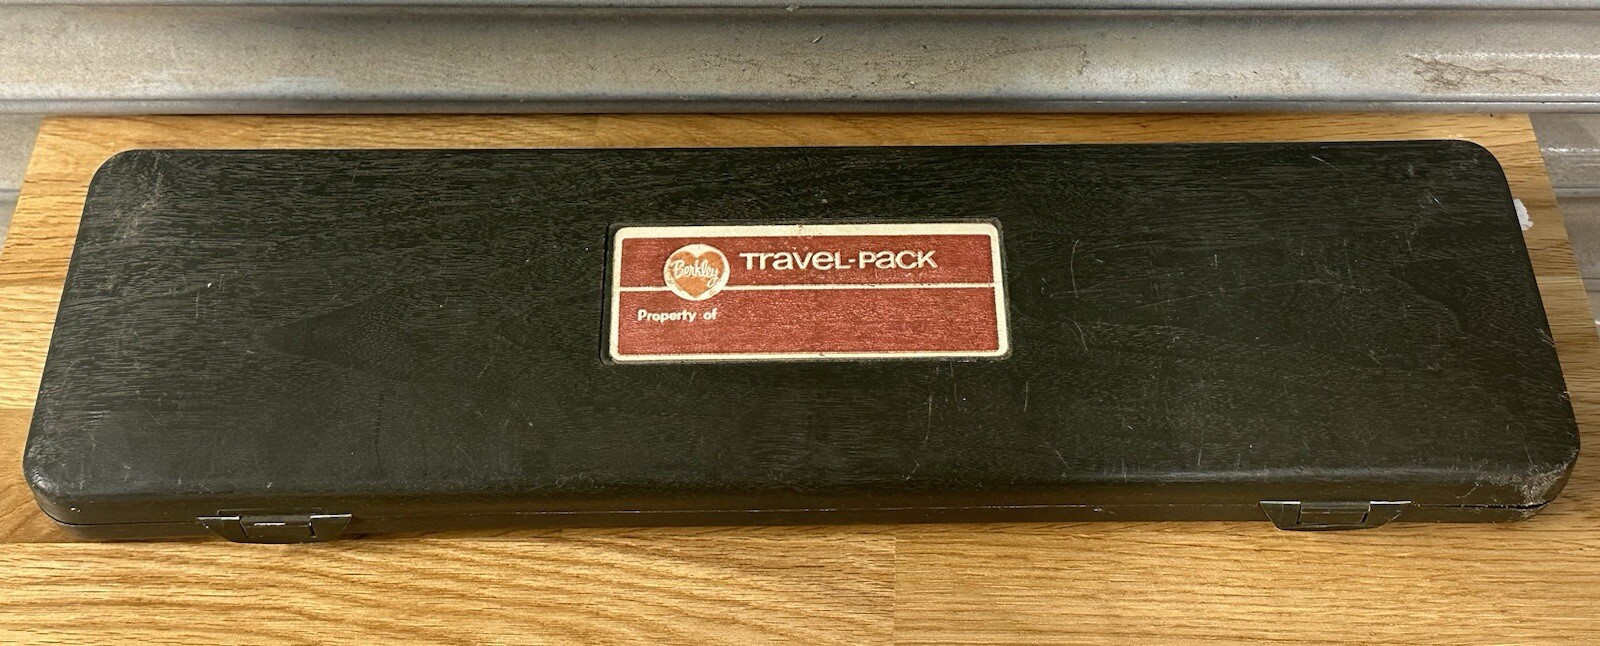 Berkley
Travel-Pack
Property of